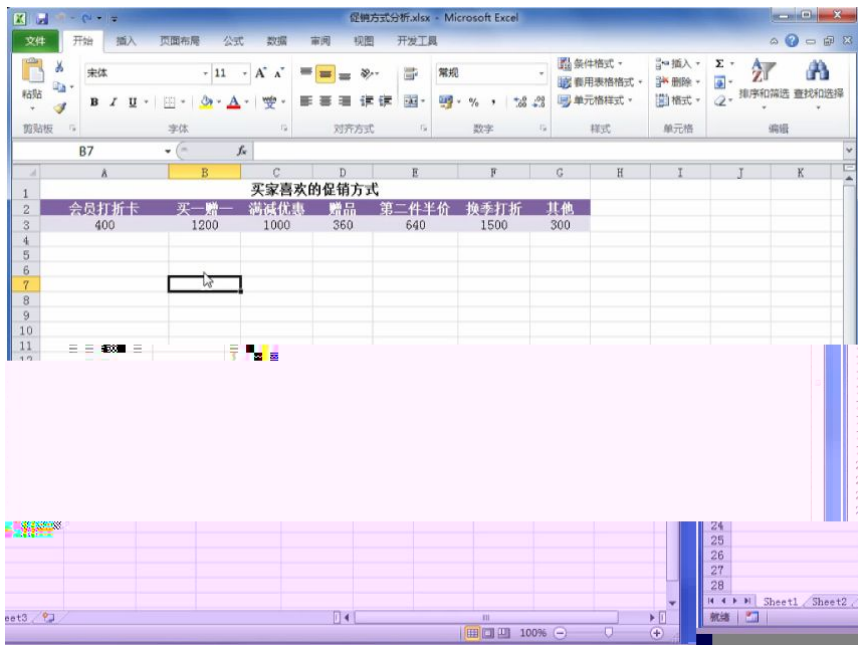 促销方式分析.xlsx - Microsoft Excel
文件 开始 插入 页面布局 公式 数据 审阅 视图 开发工具
粘贴 宋体 11 A A 常规 条件格式 插入 Σ
套用表格格式 删除 排序和筛选 查找和选择
B I U A 变 % , 单元格样式 格式
剪贴板 字体 对齐方式 数字 样式 单元格 编辑
B7 fx
A B C D E F G H I J K
1 买家喜欢的促销方式
2 会员打折卡 买一赠一 满减优惠 赠品 第二件半价 换季打折 其他
3 400 1200 1000 360 640 1500 300
4
5
6
7
8
9
10
11
24
25
26
27
28
eet3 Sheet1 Sheet2
100% 就绪